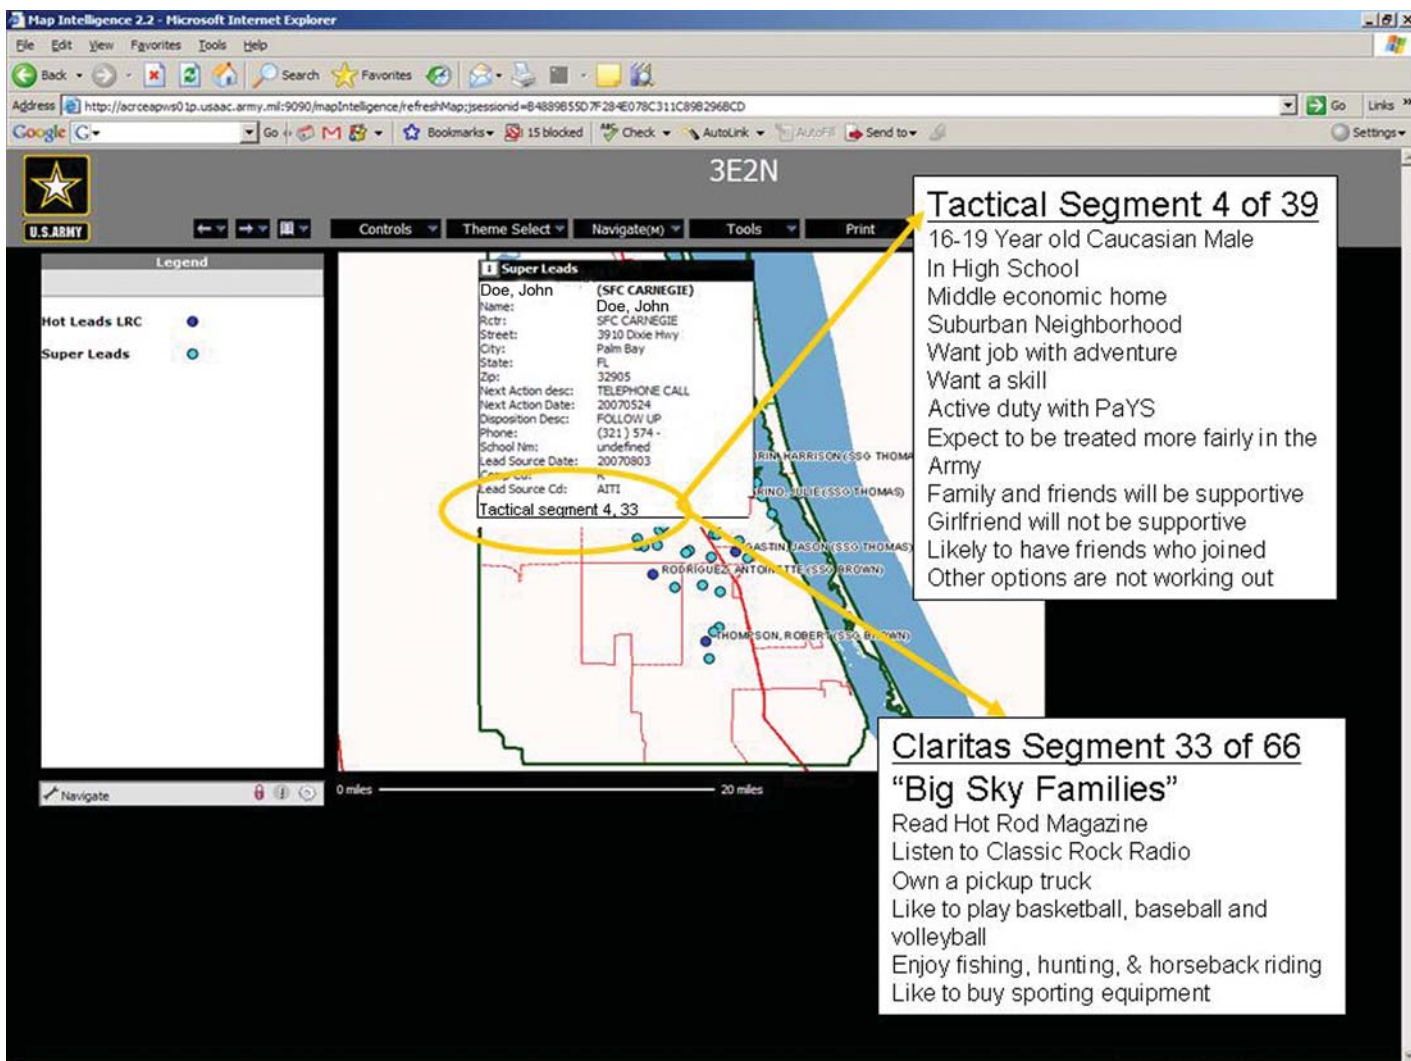 Map Intelligence 2.2 - Microsoft Internet Explorer
File Edit View Favorites Tools Help
Back Search Favorites
Address http://acrceapws01p.usaac.army.mil:9090/mapIntelligence/refreshMap;jsessionid=B4889B55D7F284E078C311C89B296BCD Go Links
Google G Go Bookmarks 15 blocked Check AutoLink AutoFill Send to Settings
3E2N
U.S.ARMY
Controls Theme Select Navigate(M) Tools Print
Legend
Hot Leads LRC
Super Leads
Navigate
Super Leads
Doe, John (SFC CARNEGIE)
Name: Doe, John
Rctr: SFC CARNEGIE
Street: 3910 Dixie Hwy
City: Palm Bay
State: FL
Zip: 32905
Next Action desc: TELEPHONE CALL
Next Action Date: 20070524
Disposition Desc: FOLLOW UP
Phone: (321) 574 -
School Nm: undefined
Lead Source Date: 20070803
Lead Source Cd: AITI
Tactical segment 4, 33
HARRISON (SSG THOMA
JULIE (SSG THOMAS)
GASTIN, JASON (SSG THOMAS)
RODRIGUEZ, ANTOINETTE (SSG BROWN)
THOMPSON, ROBERT (SSG BROWN)
0 miles 20 miles
Tactical Segment 4 of 39
16-19 Year old Caucasian Male
In High School
Middle economic home
Suburban Neighborhood
Want job with adventure
Want a skill
Active duty with PaYS
Expect to be treated more fairly in the
Army
Family and friends will be supportive
Girlfriend will not be supportive
Likely to have friends who joined
Other options are not working out
Claritas Segment 33 of 66
“Big Sky Families”
Read Hot Rod Magazine
Listen to Classic Rock Radio
Own a pickup truck
Like to play basketball, baseball and
volleyball
Enjoy fishing, hunting, & horseback riding
Like to buy sporting equipment